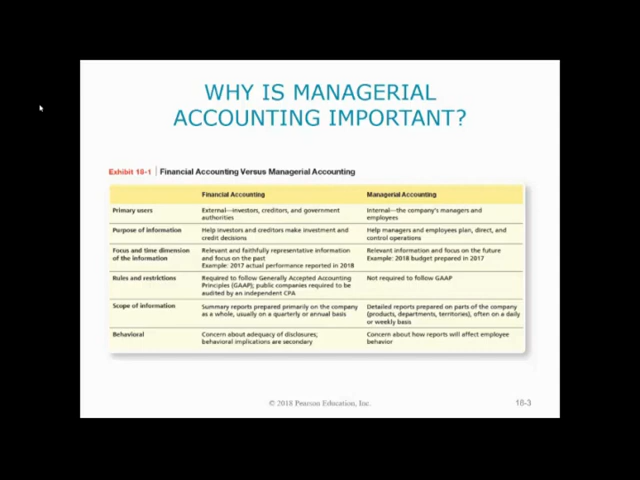 WHY IS MANAGERIAL
ACCOUNTING IMPORTANT?
Exhibit 18-1 | Financial Accounting Versus Managerial Accounting
Financial Accounting Managerial Accounting
Primary users External—investors, creditors, and government Internal—the company's managers and
authorities employees
Purpose of information Help investors and creditors make investment and Help managers and employees plan, direct, and
credit decisions control operations
Focus and time dimension Relevant and faithfully representative information Relevant information and focus on the future
of the information and focus on the past Example: 2018 budget prepared in 2017
Example: 2017 actual performance reported in 2018
Rules and restrictions Required to follow Generally Accepted Accounting Not required to follow GAAP
Principles (GAAP); public companies required to be
audited by an independent CPA
Scope of information Summary reports prepared primarily on the company Detailed reports prepared on parts of the company
as a whole, usually on a quarterly or annual basis (products, departments, territories), often on a daily
or weekly basis
Behavioral Concern about adequacy of disclosures; Concern about how reports will affect employee
behavioral implications are secondary behavior
© 2018 Pearson Education, Inc. 18-3